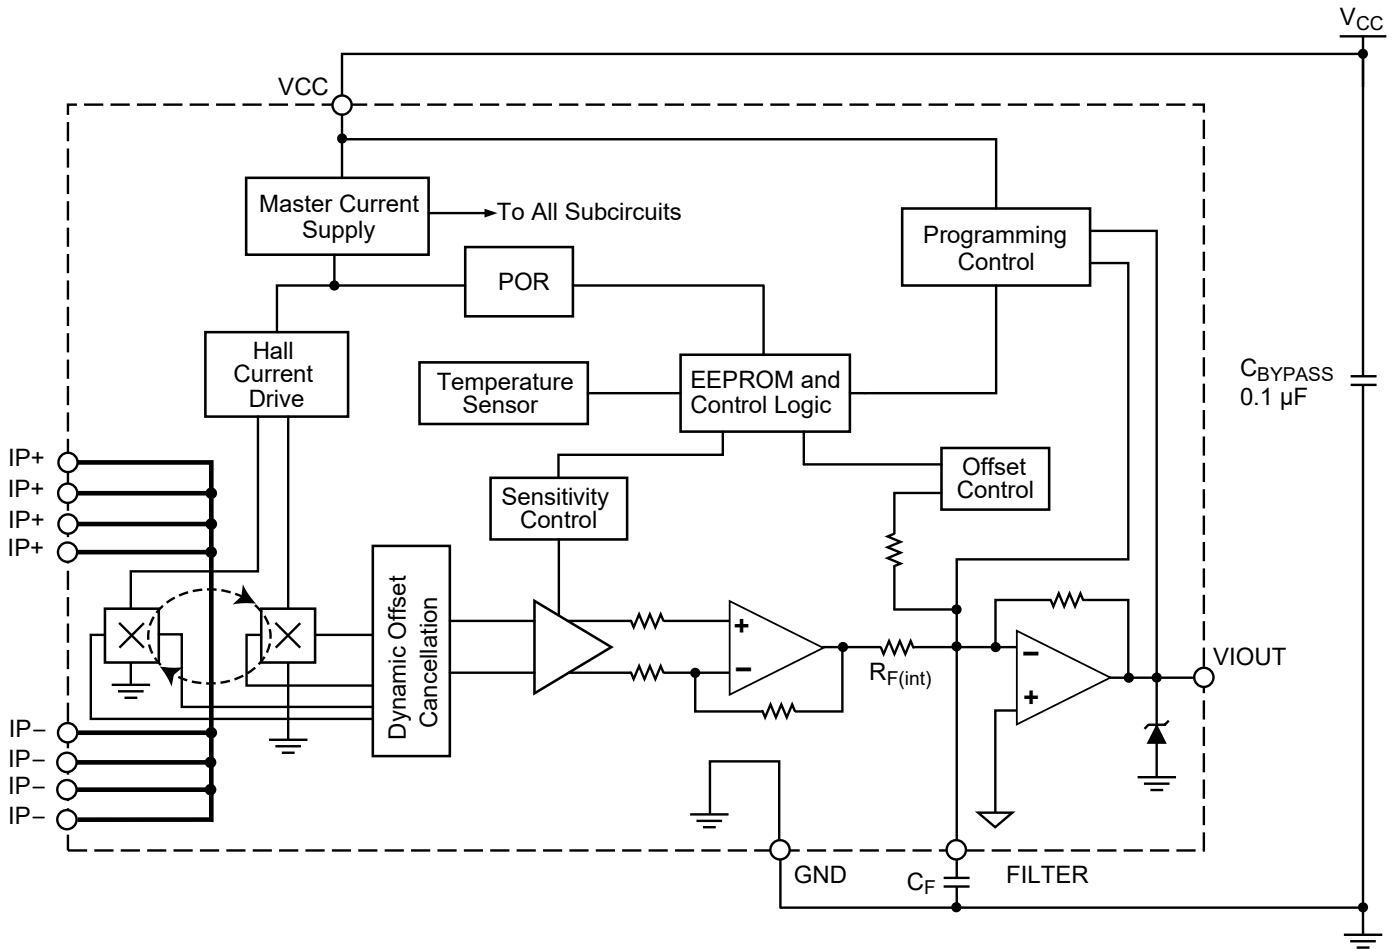 VCC
VCC
Master Current
Supply
To All Subcircuits
Programming
Control
POR
Hall
Current
Drive
Temperature
Sensor
EEPROM and
Control Logic
CBYPASS
0.1 µF
IP+
IP+
IP+
IP+
Sensitivity
Control
Offset
Control
Dynamic Offset
Cancellation
+
−
RF(int)
−
+
VIOUT
IP−
IP−
IP−
IP−
GND
CF
FILTER